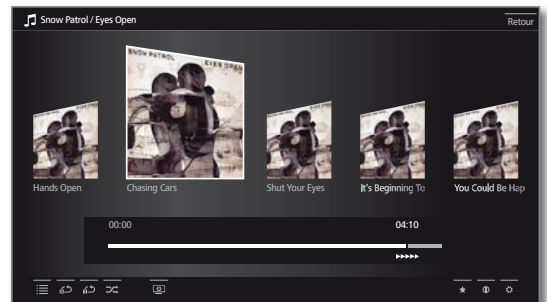 Snow Patrol / Eyes Open
Retour
SNOW PATROL EYES OPEN
Hands Open
Chasing Cars
Shut Your Eyes
It's Beginning To
You Could Be Hap
00:00
04:10